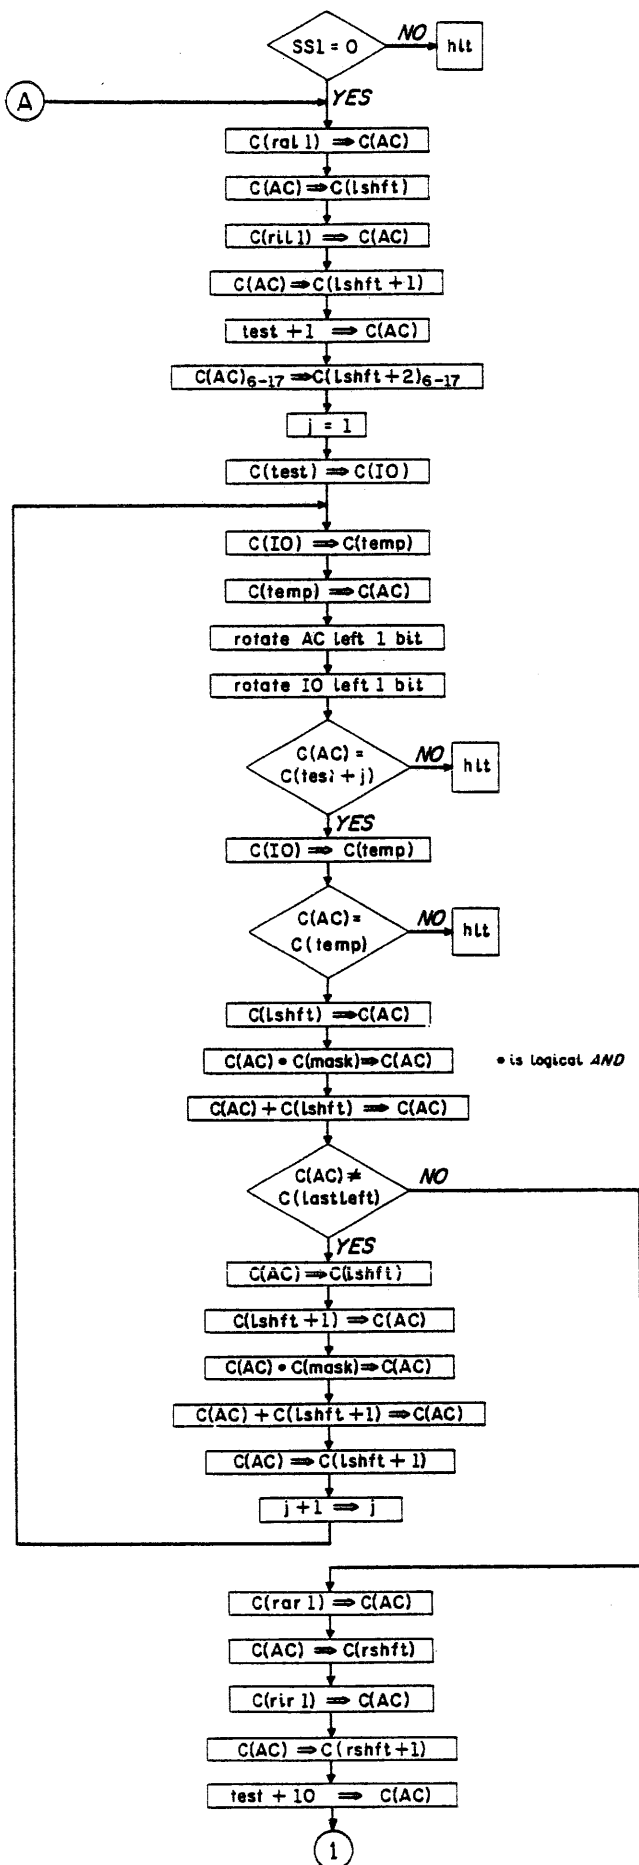 SS1 = 0
NO
hlt
A
YES
C(ral 1) ⇒ C(AC)
C(AC) ⇒ C(lshft)
C(ril 1) ⇒ C(AC)
C(AC) ⇒ C(lshft + 1)
test + 1 ⇒ C(AC)
C(AC)6-17 ⇒ C(lshft + 2)6-17
j = 1
C(test) ⇒ C(IO)
C(IO) ⇒ C(temp)
C(temp) ⇒ C(AC)
rotate AC left 1 bit
rotate IO left 1 bit
C(AC) =
C(test + j)
NO
hlt
YES
C(IO) ⇒ C(temp)
C(AC) =
C(temp)
NO
hlt
C(lshft) ⇒ C(AC)
C(AC) • C(mask) ⇒ C(AC)
• is logical AND
C(AC) + C(lshft) ⇒ C(AC)
C(AC) ≠
C(lastleft)
NO
YES
C(AC) ⇒ C(lshft)
C(lshft + 1) ⇒ C(AC)
C(AC) • C(mask) ⇒ C(AC)
C(AC) + C(lshft + 1) ⇒ C(AC)
C(AC) ⇒ C(lshft + 1)
j + 1 ⇒ j
C(rar 1) ⇒ C(AC)
C(AC) ⇒ C(rshft)
C(rir 1) ⇒ C(AC)
C(AC) ⇒ C(rshft + 1)
test + 10 ⇒ C(AC)
1